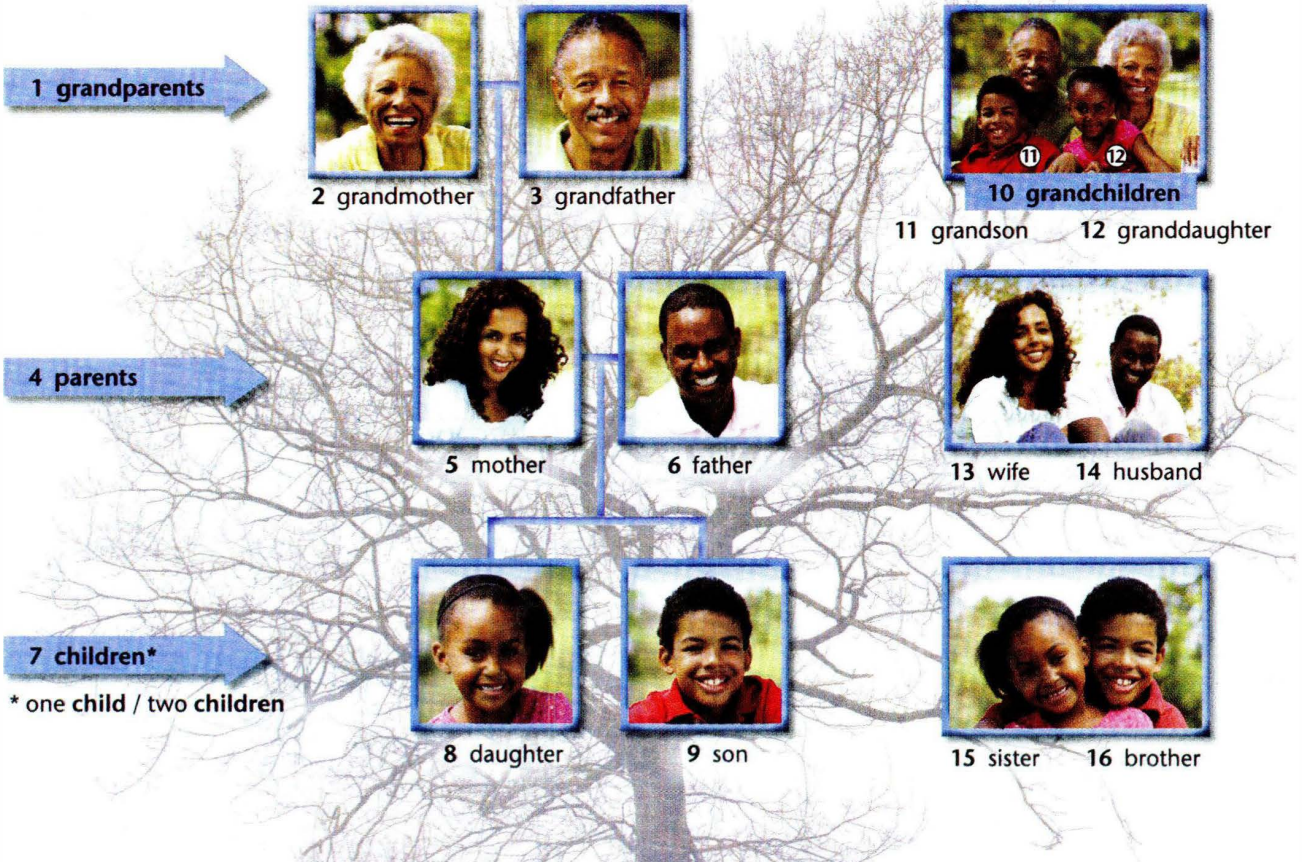 1 grandparents
2 grandmother
3 grandfather
11
12
10 grandchildren
11 grandson
12 granddaughter
4 parents
5 mother
6 father
13 wife
14 husband
7 children*
* one child / two children
8 daughter
9 son
15 sister
16 brother